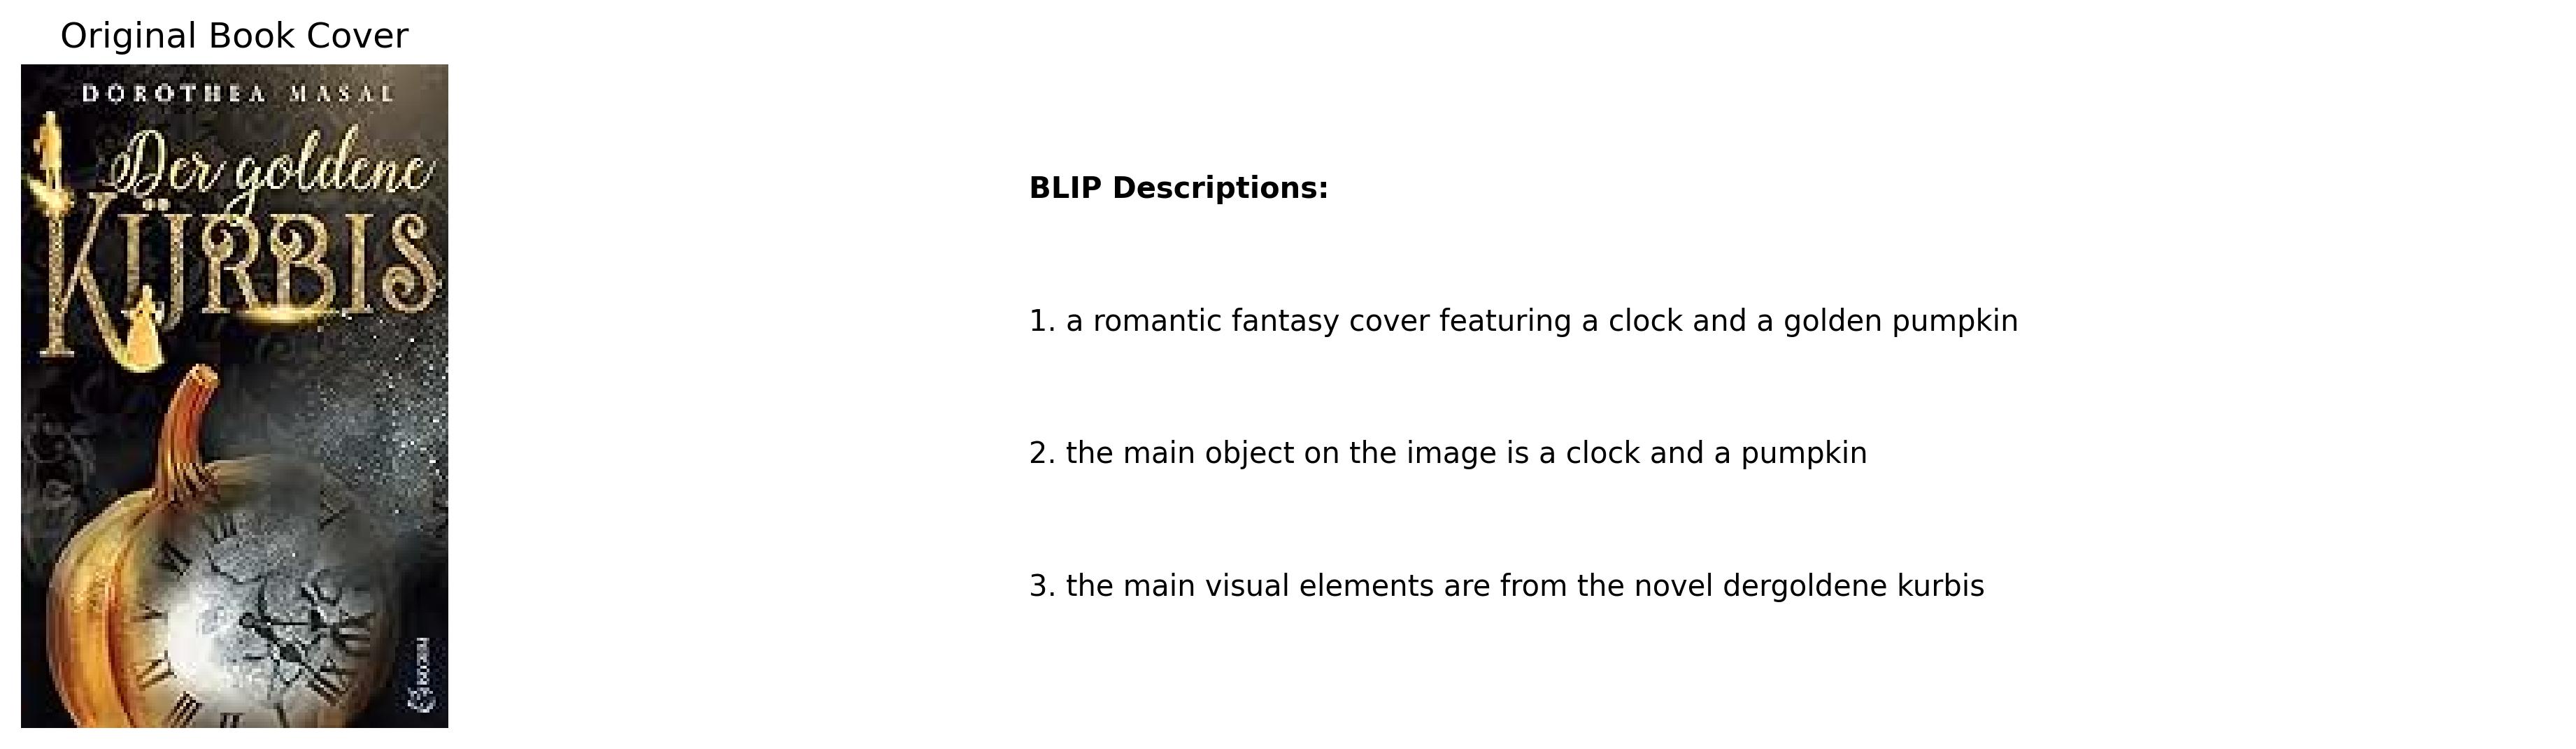 Original Book Cover
DOROTHEA MASAL
Der goldene
KÜRBIS
BLIP Descriptions:
1. a romantic fantasy cover featuring a clock and a golden pumpkin
2. the main object on the image is a clock and a pumpkin
3. the main visual elements are from the novel dergoldene kurbis